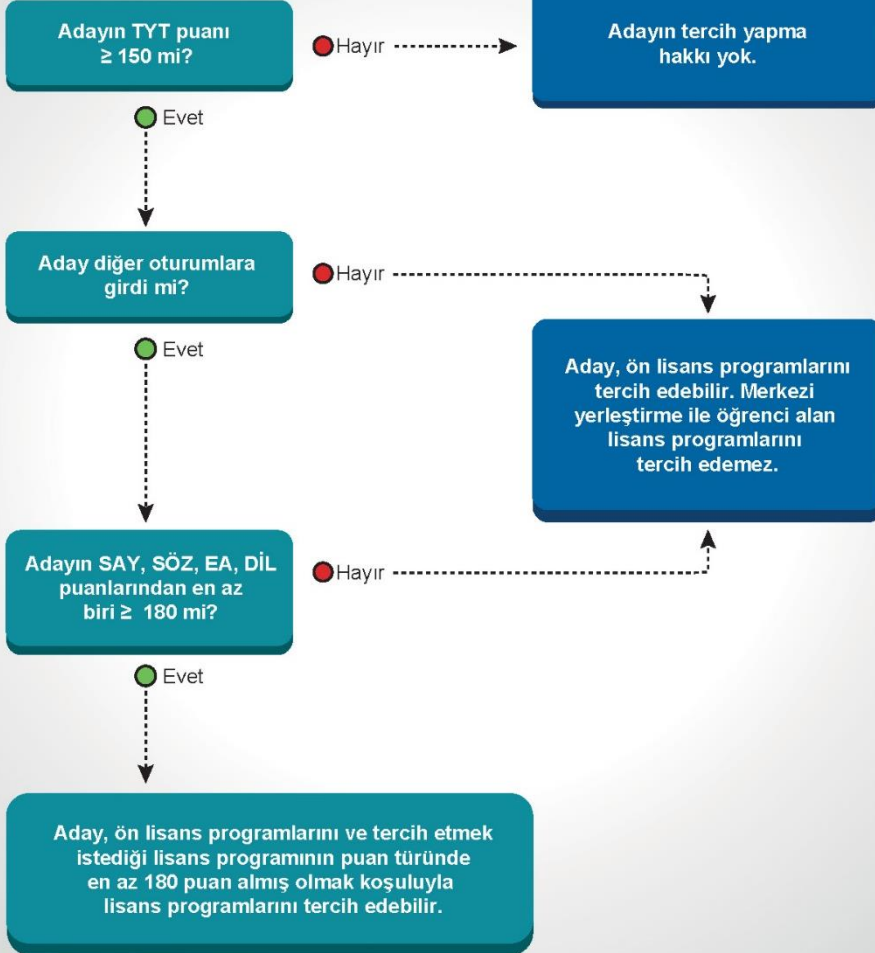 Adayın TYT puanı
≥ 150 mi?
Hayır
Adayın tercih yapma
hakkı yok.
Evet
Aday diğer oturumlara
girdi mi?
Hayır
Evet
Aday, ön lisans programlarını
tercih edebilir. Merkezi
yerleştirme ile öğrenci alan
lisans programlarını
tercih edemez.
Adayın SAY, SÖZ, EA, DİL
puanlarından en az
biri ≥ 180 mi?
Hayır
Evet
Aday, ön lisans programlarını ve tercih etmek
istediği lisans programının puan türünde
en az 180 puan almış olmak koşuluyla
lisans programlarını tercih edebilir.